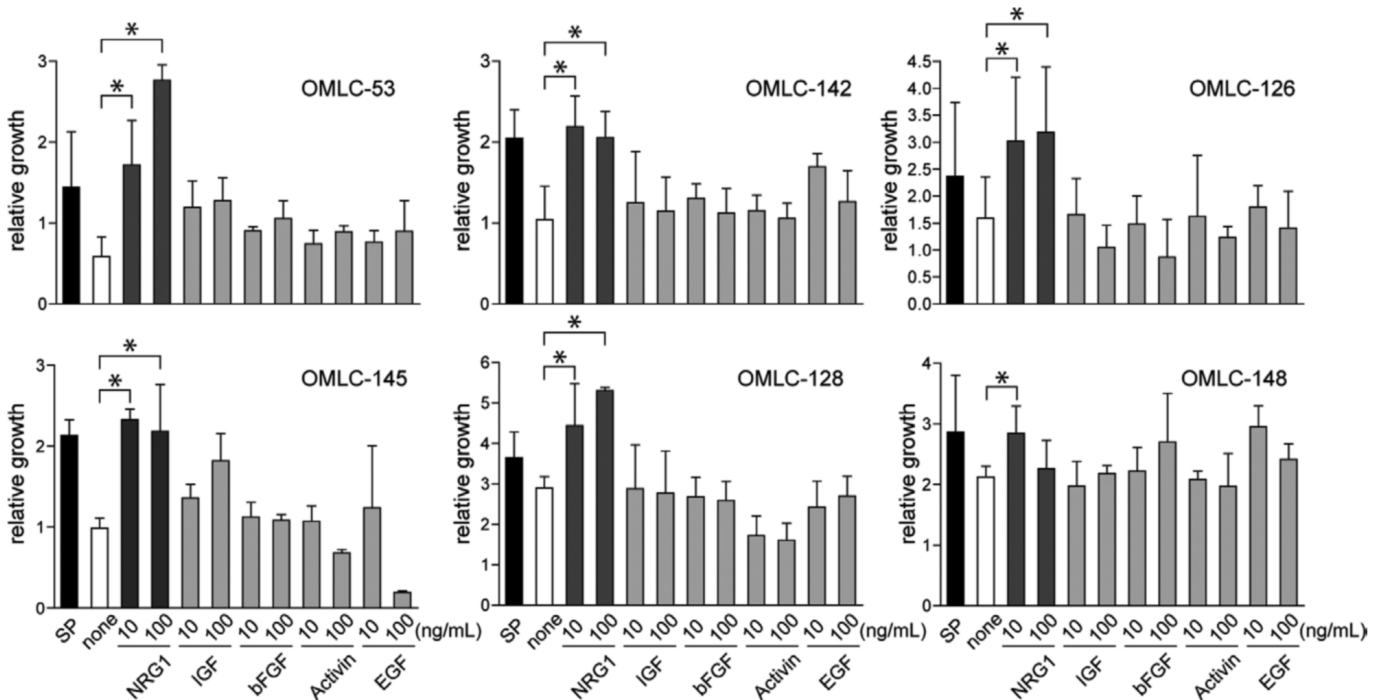 OMLC-53
relative growth
3
2
1
0
*
*
OMLC-142
relative growth
3
2
1
0
*
*
OMLC-126
relative growth
4.5
4.0
3.5
3.0
2.5
2.0
1.5
1.0
0.5
0.0
*
*
OMLC-145
relative growth
3
2
1
0
*
*
SP none 10 100 10 100 10 100 10 100 10 100 (ng/mL)
NRG1 IGF bFGF Activin EGF
OMLC-128
relative growth
6
5
4
3
2
1
0
*
*
SP none 10 100 10 100 10 100 10 100 10 100 (ng/mL)
NRG1 IGF bFGF Activin EGF
OMLC-148
relative growth
4
3
2
1
0
*
SP none 10 100 10 100 10 100 10 100 10 100 (ng/mL)
NRG1 IGF bFGF Activin EGF